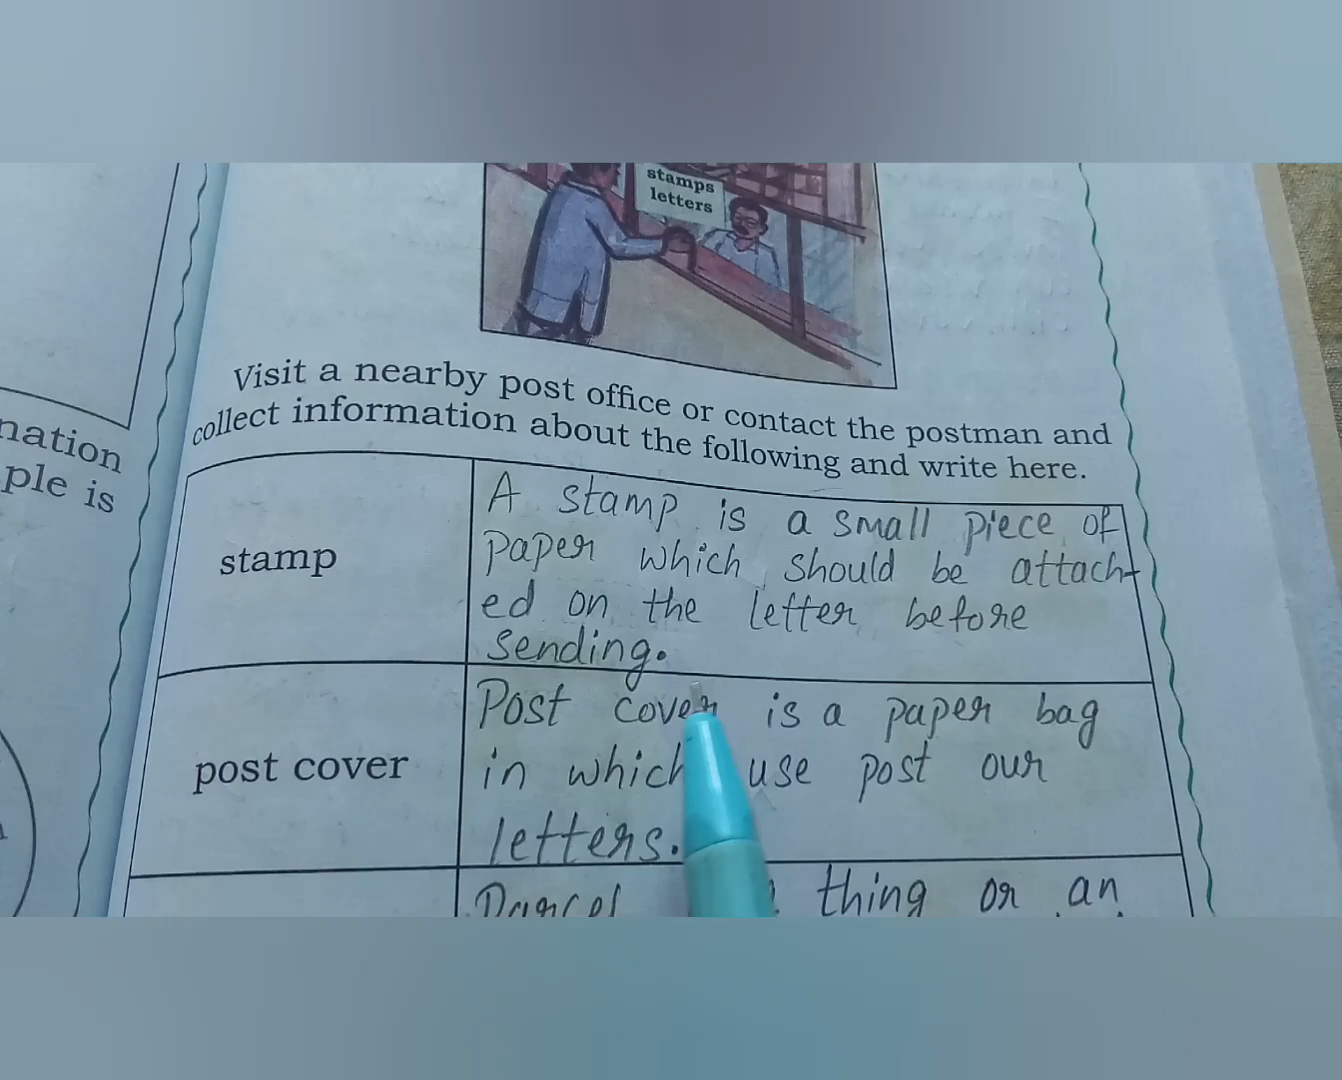 stamps
letters
Visit a nearby post office or contact the postman and
collect information about the following and write here.
nation
ple is
stamp
A stamp is a small piece of
paper which should be attach-
ed on the letter before
sending.
post cover
Post cover is a paper bag
in which use post our
letters.
Parcel thing or an